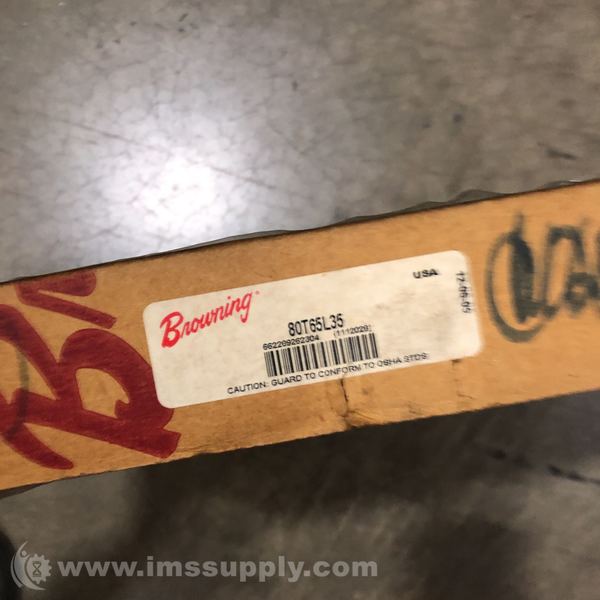 USA
Browning
80T65L35
12-06-05
662209262304 (1112029)
CAUTION: GUARD TO CONFORM TO OSHA STDS
www.imssupply.com